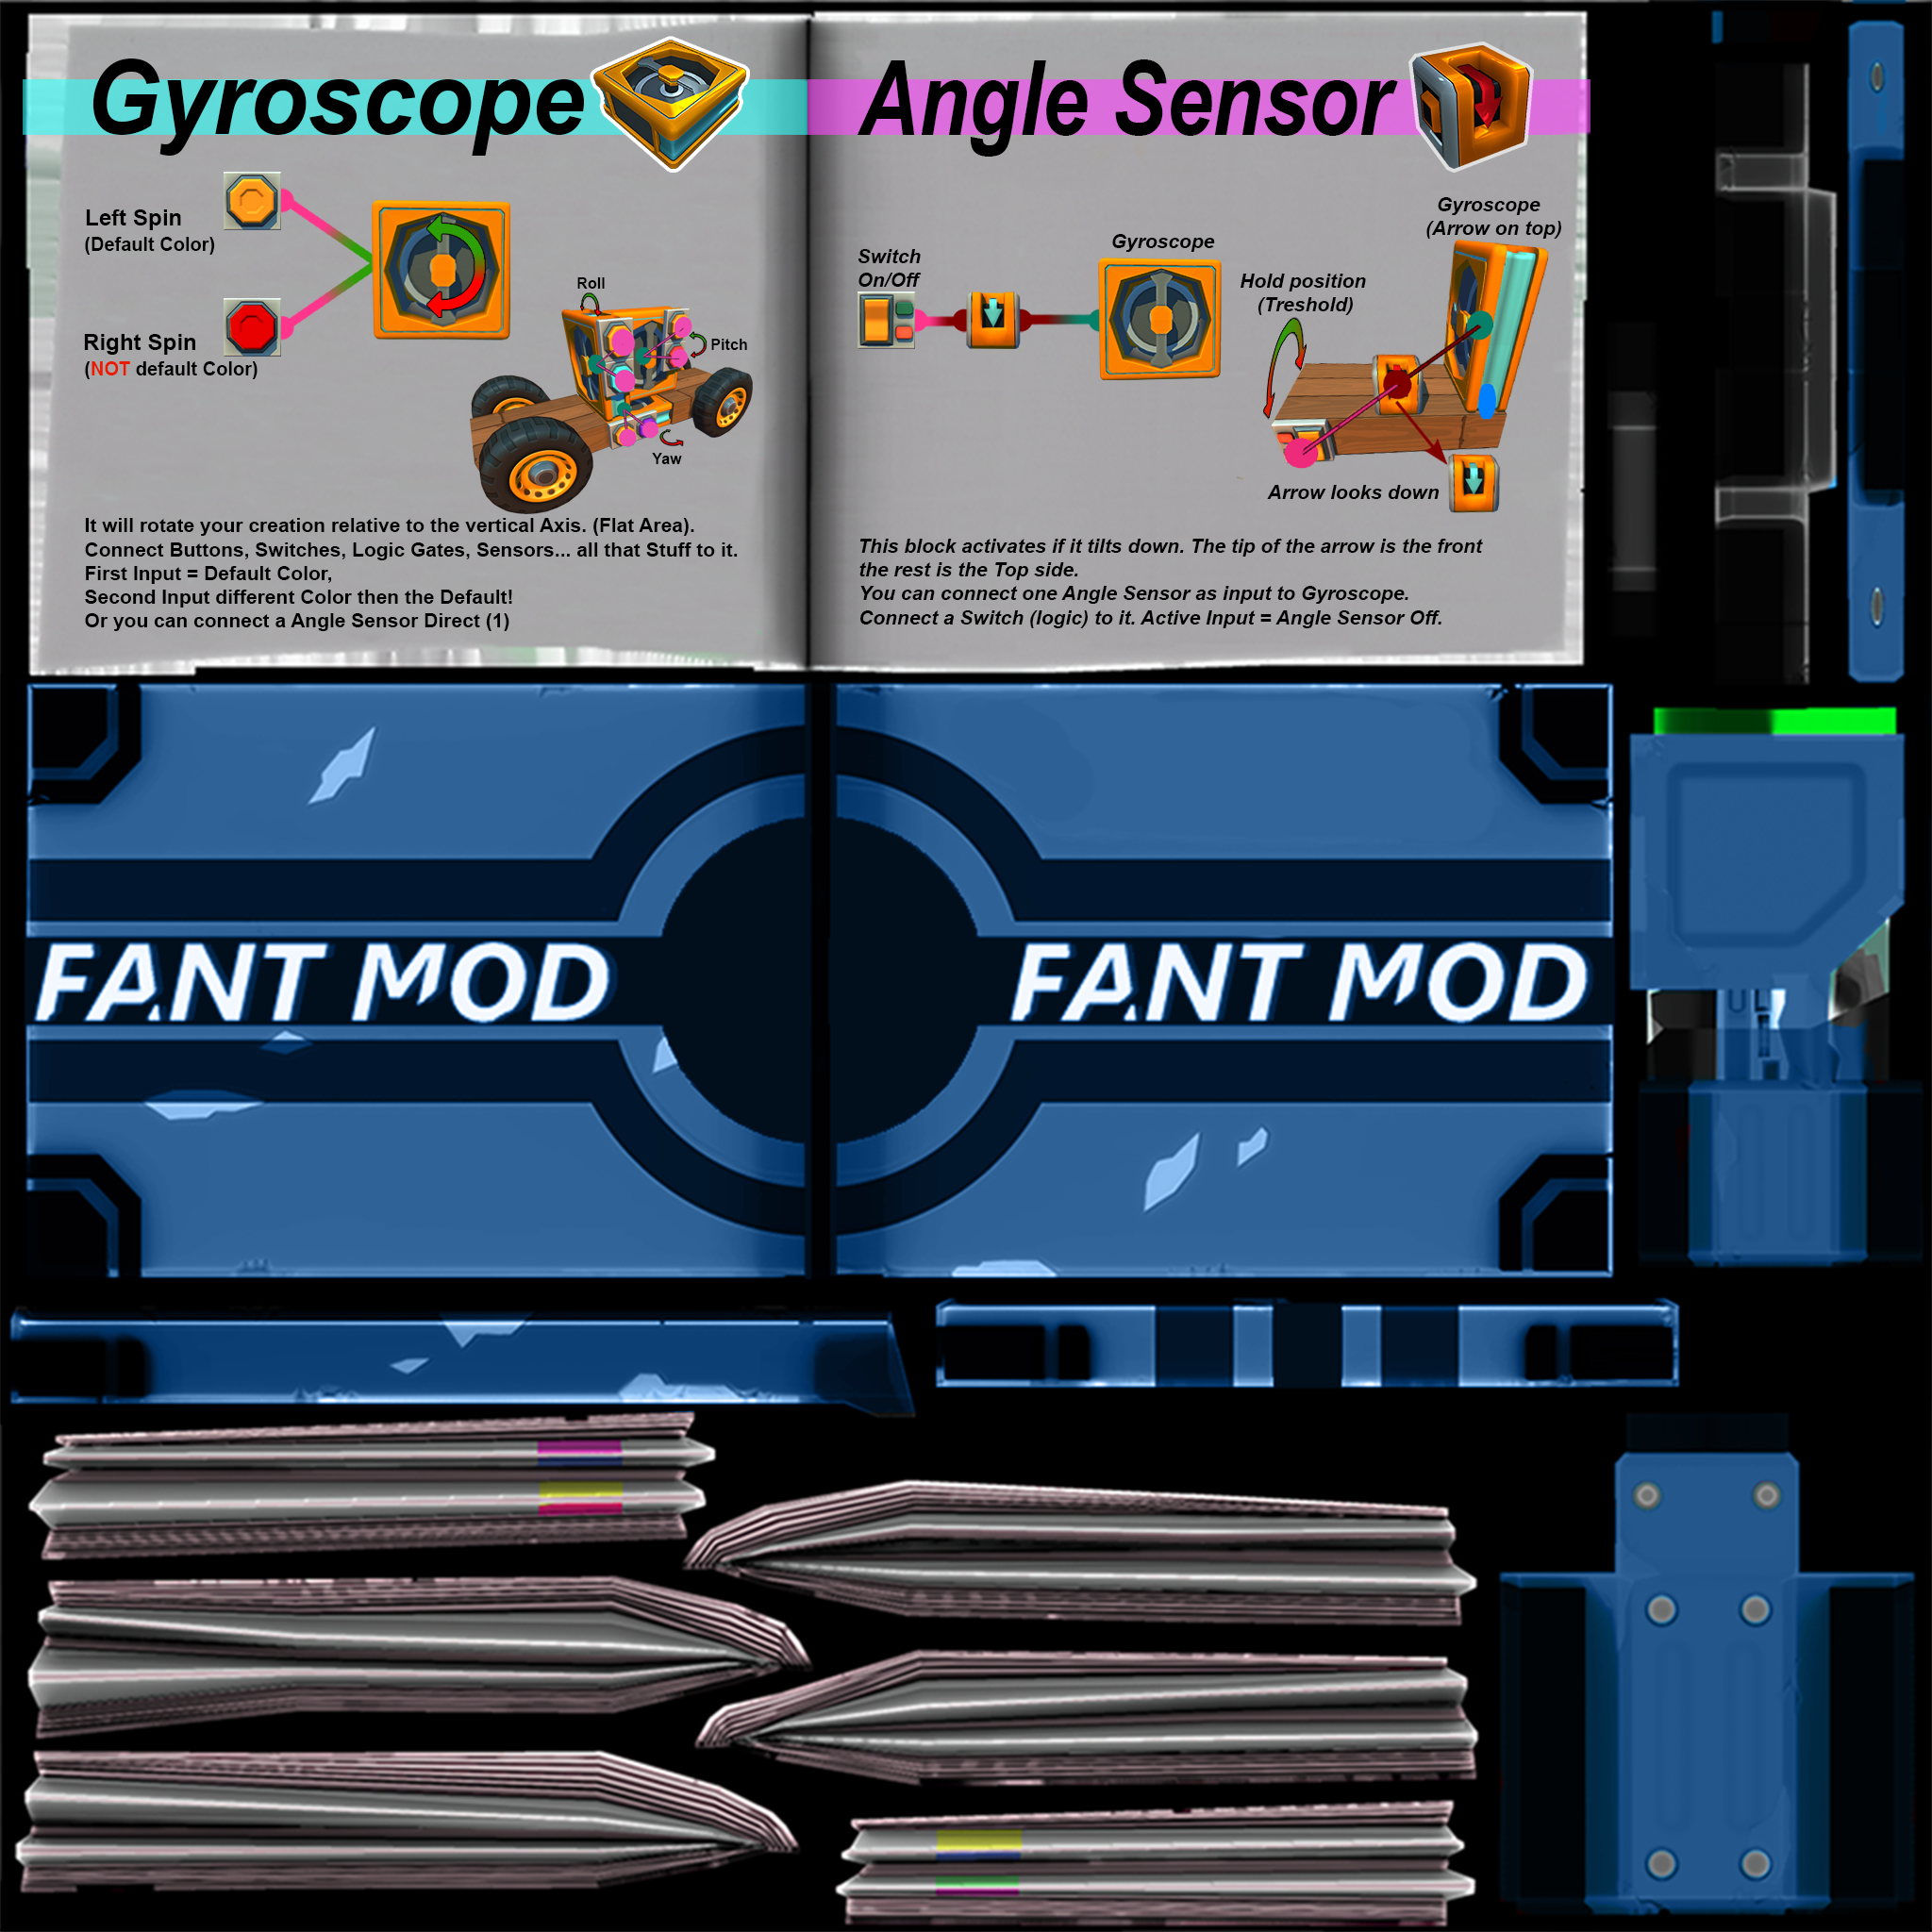 Gyroscope
Left Spin
(Default Color)
Right Spin
(NOT default Color)
Roll
Pitch
Yaw
It will rotate your creation relative to the vertical Axis. (Flat Area).
Connect Buttons, Switches, Logic Gates, Sensors... all that Stuff to it.
First Input = Default Color,
Second Input different Color then the Default!
Or you can connect a Angle Sensor Direct (1)
Angle Sensor
Switch
On/Off
Gyroscope
Hold position
(Treshold)
Gyroscope
(Arrow on top)
Arrow looks down
This block activates if it tilts down. The tip of the arrow is the front
the rest is the Top side.
You can connect one Angle Sensor as input to Gyroscope.
Connect a Switch (logic) to it. Active Input = Angle Sensor Off.
FANT MOD
FANT MOD